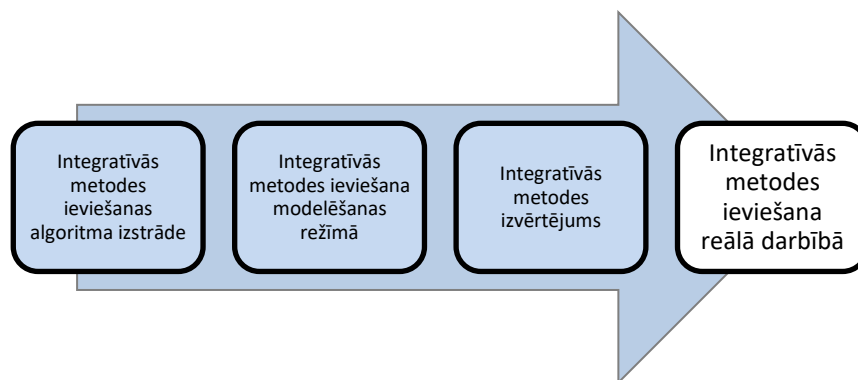 Integratīvās
metodes
ieviešanas
algoritma izstrāde
Integratīvās
metodes ieviešana
modelēšanas
režīmā
Integratīvās
metodes
izvērtējums
Integratīvās
metodes
ieviešana
reālā darbībā